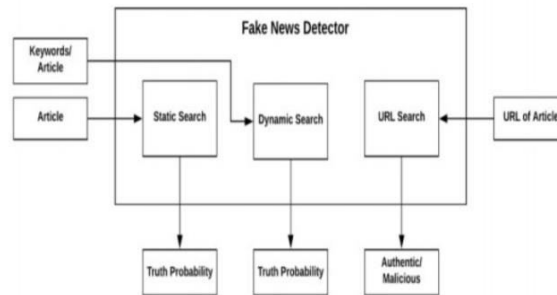 Fake News Detector
Keywords/
Article
Article
Static Search
Dynamic Search
URL Search
URL of Article
Truth Probability
Truth Probability
Authentic/
Malicious